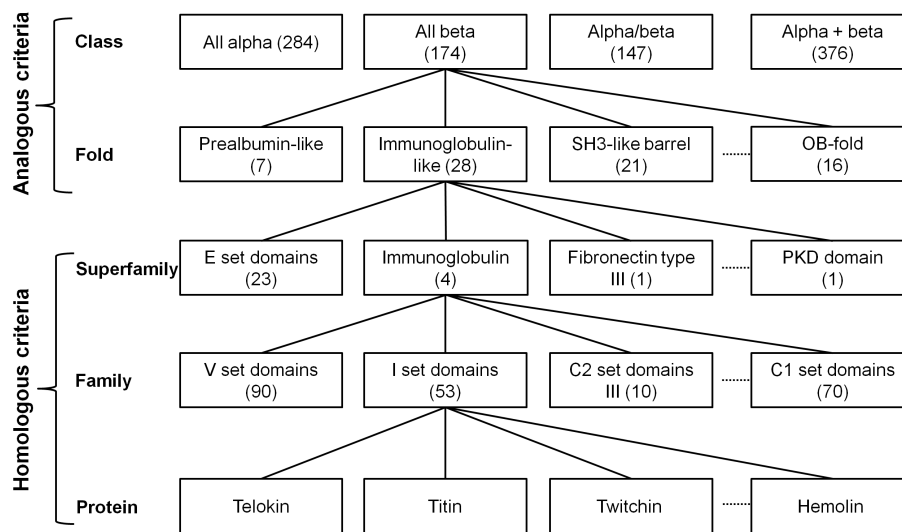 Analogous criteria
Class
All alpha (284)
All beta
(174)
Alpha/beta
(147)
Alpha + beta
(376)
Fold
Prealbumin-like
(7)
Immunoglobulin-
like (28)
SH3-like barrel
(21)
OB-fold
(16)
Homologous criteria
Superfamily
E set domains
(23)
Immunoglobulin
(4)
Fibronectin type
III (1)
PKD domain
(1)
Family
V set domains
(90)
I set domains
(53)
C2 set domains
III (10)
C1 set domains
(70)
Protein
Telokin
Titin
Twitchin
Hemolin